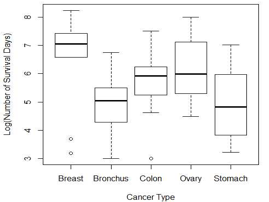 Log(Number of Survival Days)
8
7
6
5
4
3
Breast Bronchus Colon Ovary Stomach
Cancer Type